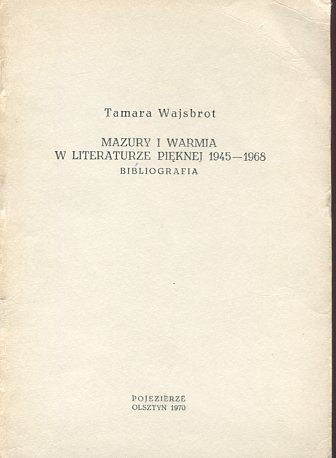 Tamara Wajsbrot
MAZURY I WARMIA
W LITERATURZE PIĘKNEJ 1945—1968
BIBLIOGRAFIA
POJEZIERZE
OLSZTYN 1970